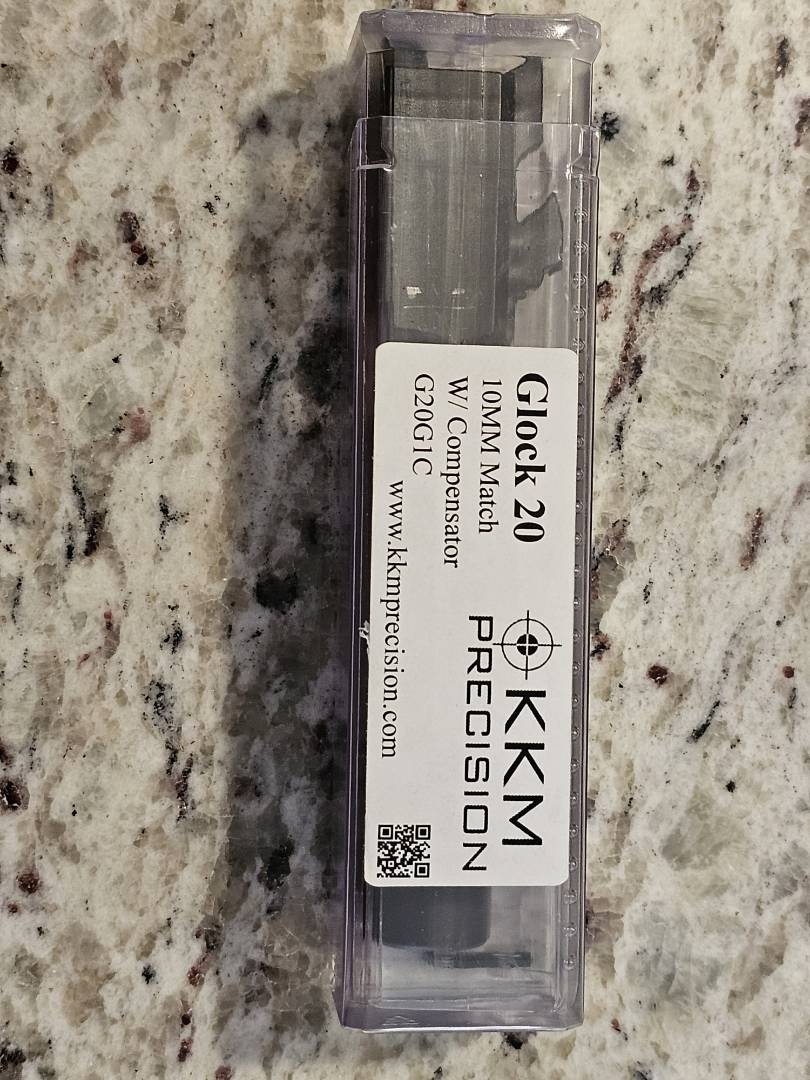 Glock 20
10MM Match
W/ Compensator
G20G1C
www.kkmprecision.com
KKM
PRECISION